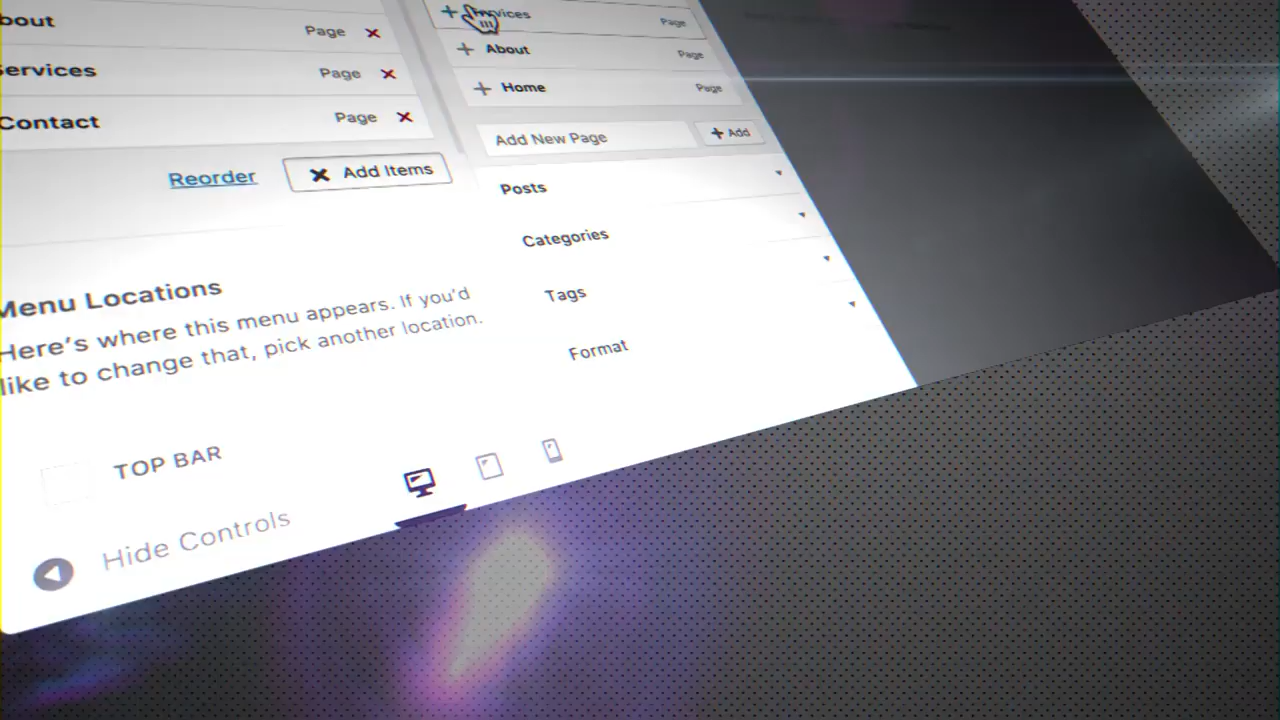 Page
Services
Page
Contact
Page
Reorder
Add Items
Page
About
Page
Home
Page
Add New Page
Add
Posts
Categories
Tags
Format
Menu Locations
Here's where this menu appears. If you'd
like to change that, pick another location.
TOP BAR
Hide Controls